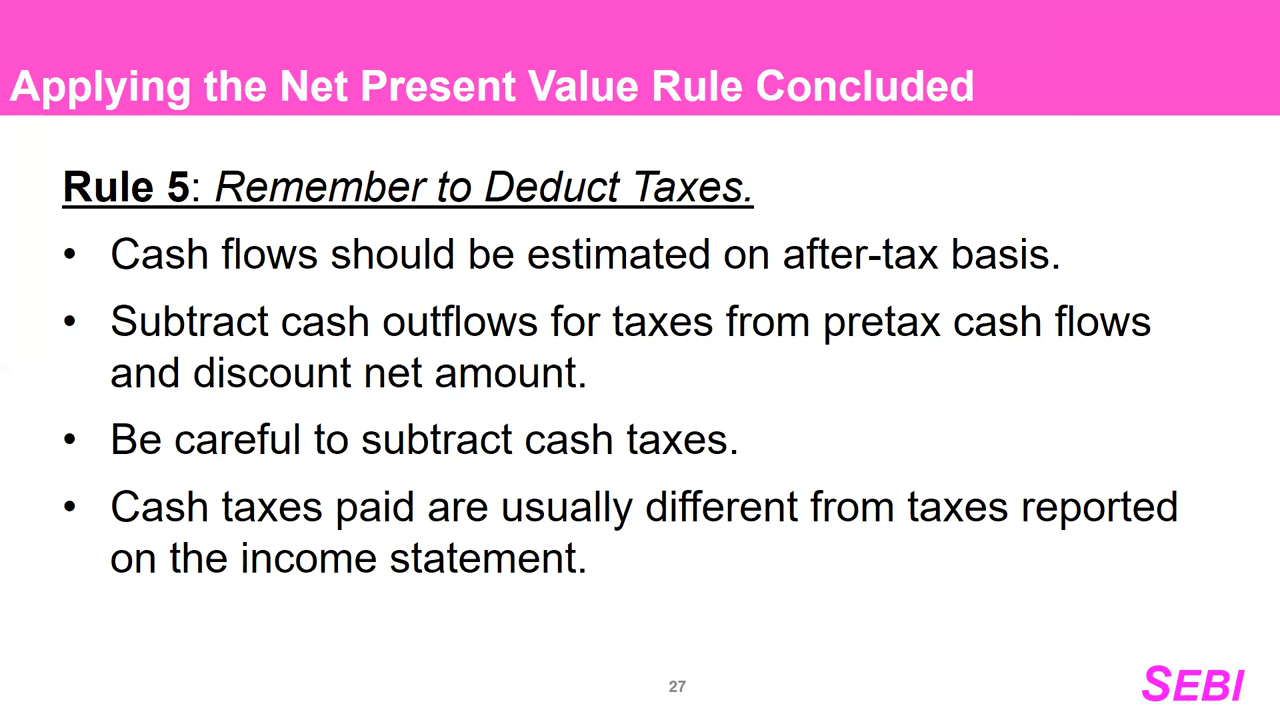 Applying the Net Present Value Rule Concluded
Rule 5: Remember to Deduct Taxes.
• Cash flows should be estimated on after-tax basis.
• Subtract cash outflows for taxes from pretax cash flows
and discount net amount.
• Be careful to subtract cash taxes.
• Cash taxes paid are usually different from taxes reported
on the income statement.
27
SEBI